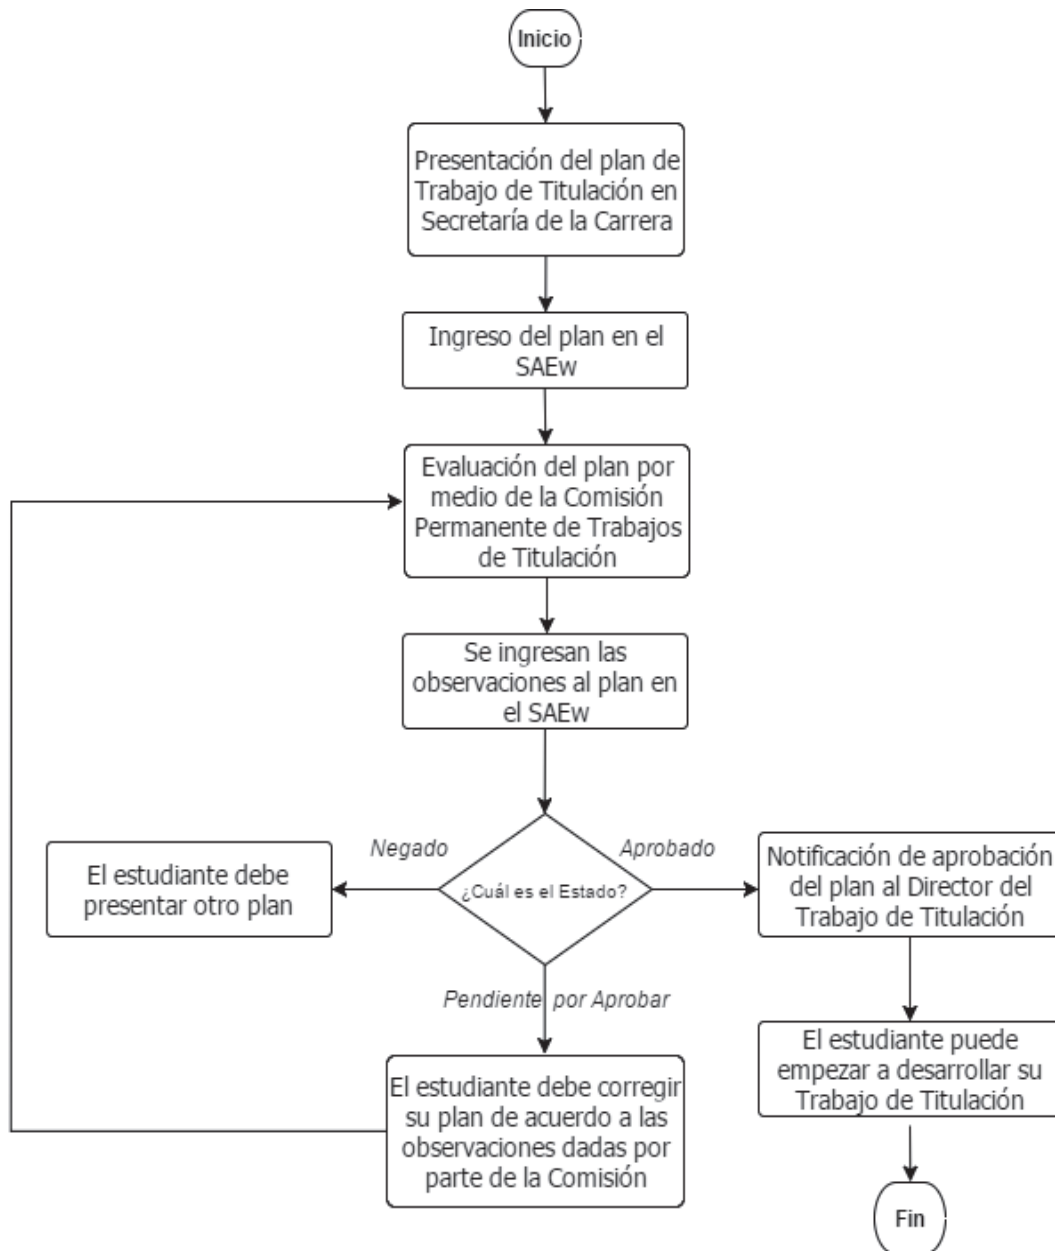 Inicio
Presentación del plan de
Trabajo de Titulación en
Secretaría de la Carrera
Ingreso del plan en el
SAEw
Evaluación del plan por
medio de la Comisión
Permanente de Trabajos
de Titulación
Se ingresan las
observaciones al plan en
el SAEw
Negado
Aprobado
¿Cuál es el Estado?
El estudiante debe
presentar otro plan
Notificación de aprobación
del plan al Director del
Trabajo de Titulación
Pendiente por Aprobar
El estudiante puede
empezar a desarrollar su
Trabajo de Titulación
El estudiante debe corregir
su plan de acuerdo a las
observaciones dadas por
parte de la Comisión
Fin